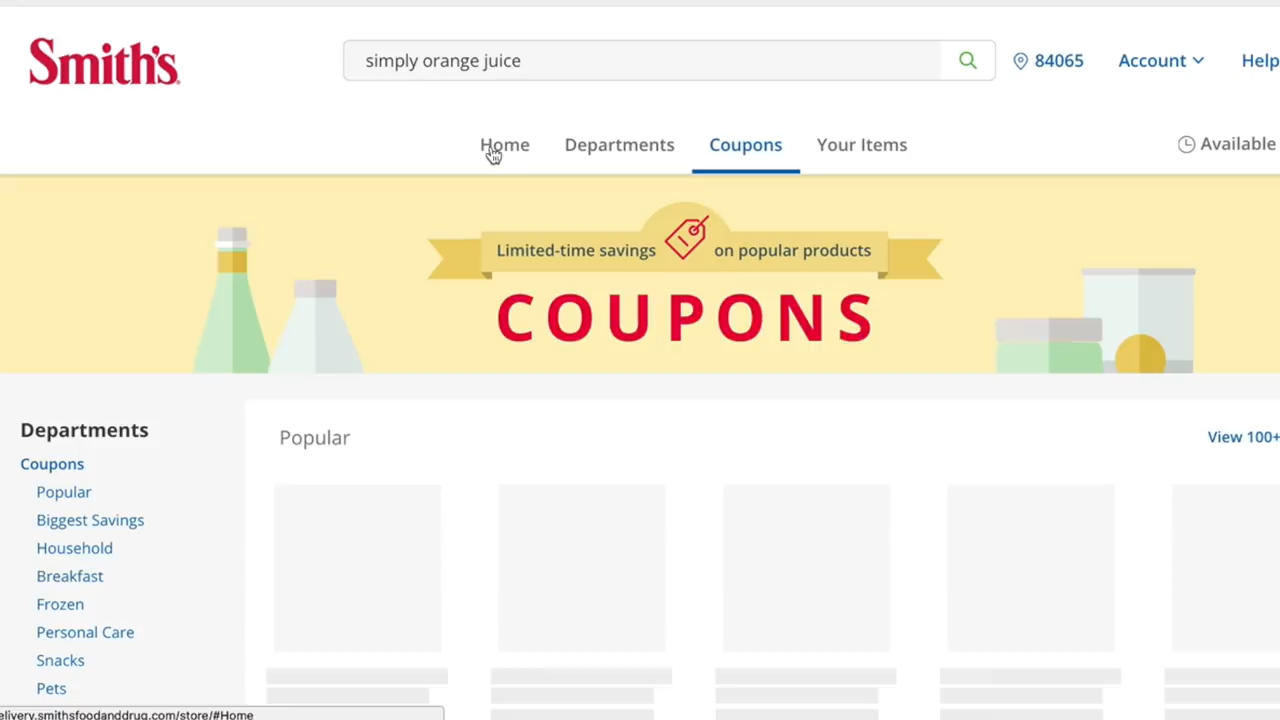 Smith's
simply orange juice
84065
Account
Help
Home
Departments
Coupons
Your Items
Available
Limited-time savings
on popular products
COUPONS
Departments
Coupons
Popular
Biggest Savings
Household
Breakfast
Frozen
Personal Care
Snacks
Pets
Popular
View 100+
elivery.smithsfoodanddrug.com/store/#Home